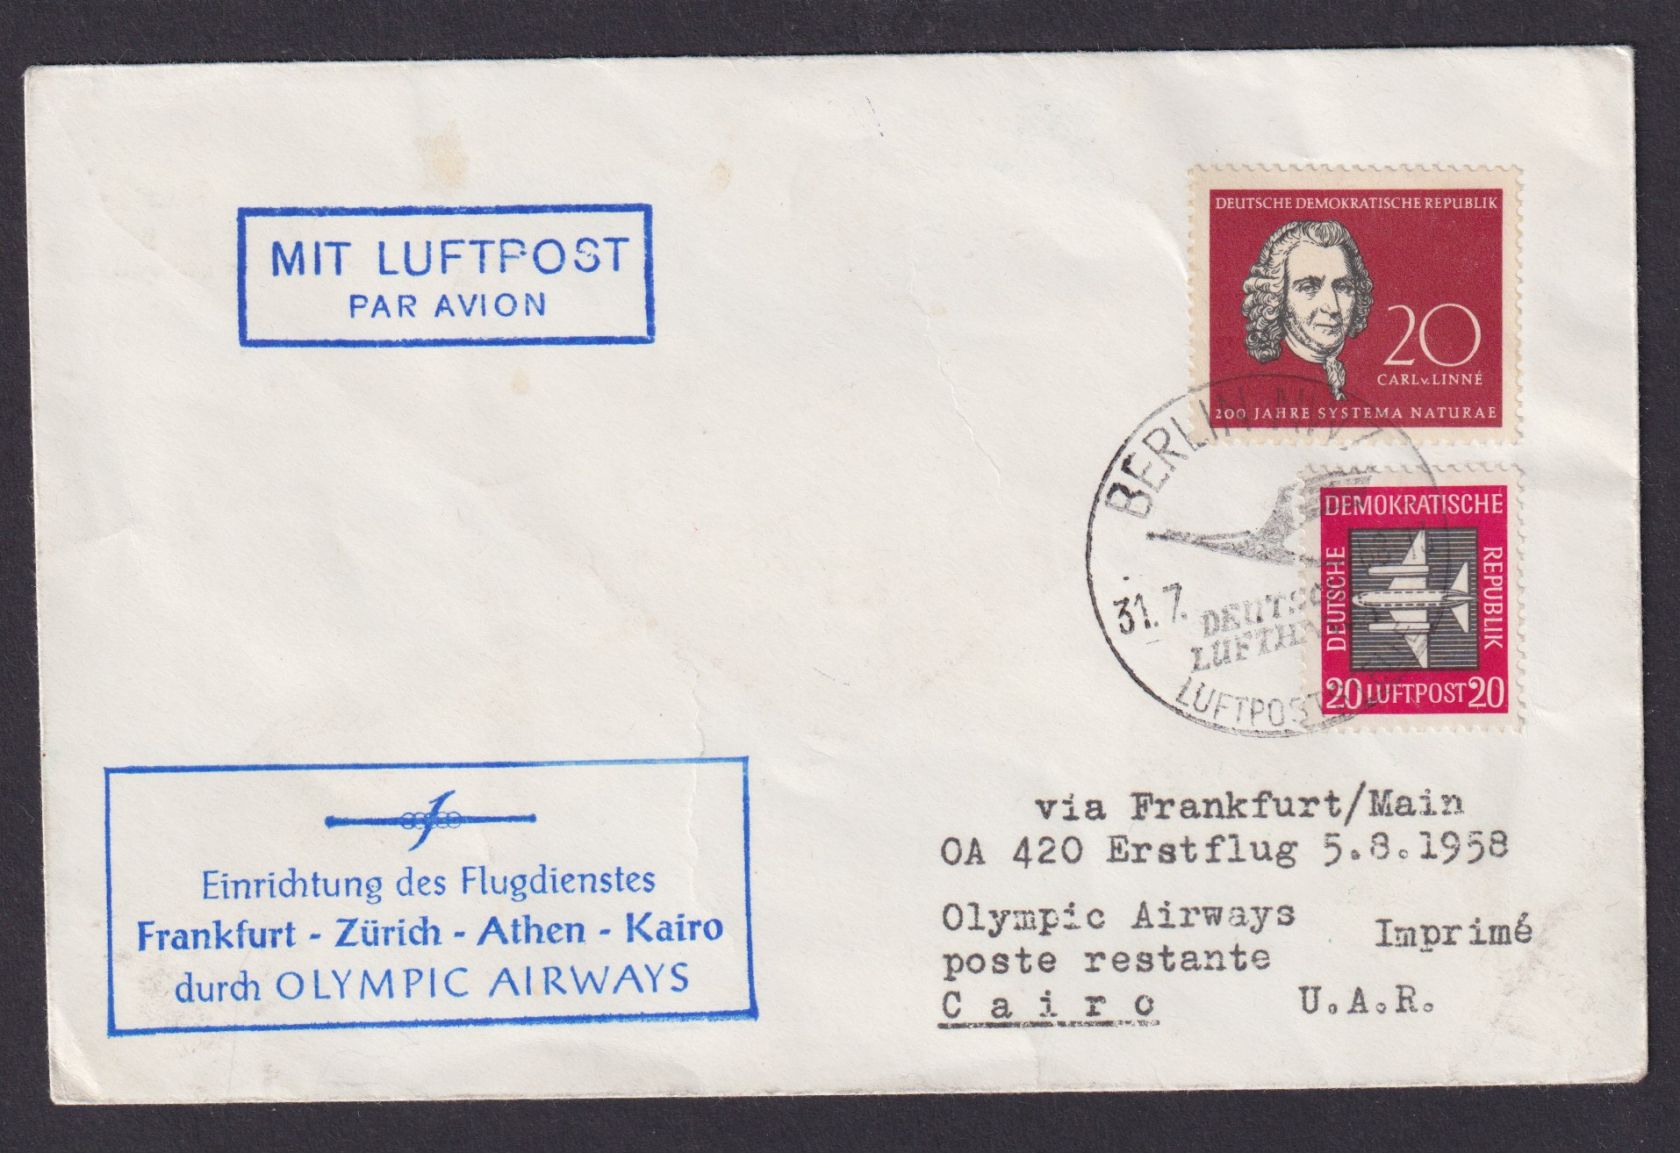 MIT LUFTPOST
PAR AVION
DEUTSCHE DEMOKRATISCHE REPUBLIK
20
CARL v. LINNÉ
200 JAHRE SYSTEMA NATURAE
BERLIN
31.7.
DEUTSCHE
LUFTPOST
DEMOKRATISCHE
DEUTSCHE
REPUBLIK
20 LUFTPOST 20
Einrichtung des Flugdienstes
Frankfurt - Zürich - Athen - Kairo
durch OLYMPIC AIRWAYS
via Frankfurt/Main
OA 420 Erstflug 5.8.1958
Olympic Airways
Imprimé
poste restante
Cairo
U.A.R.